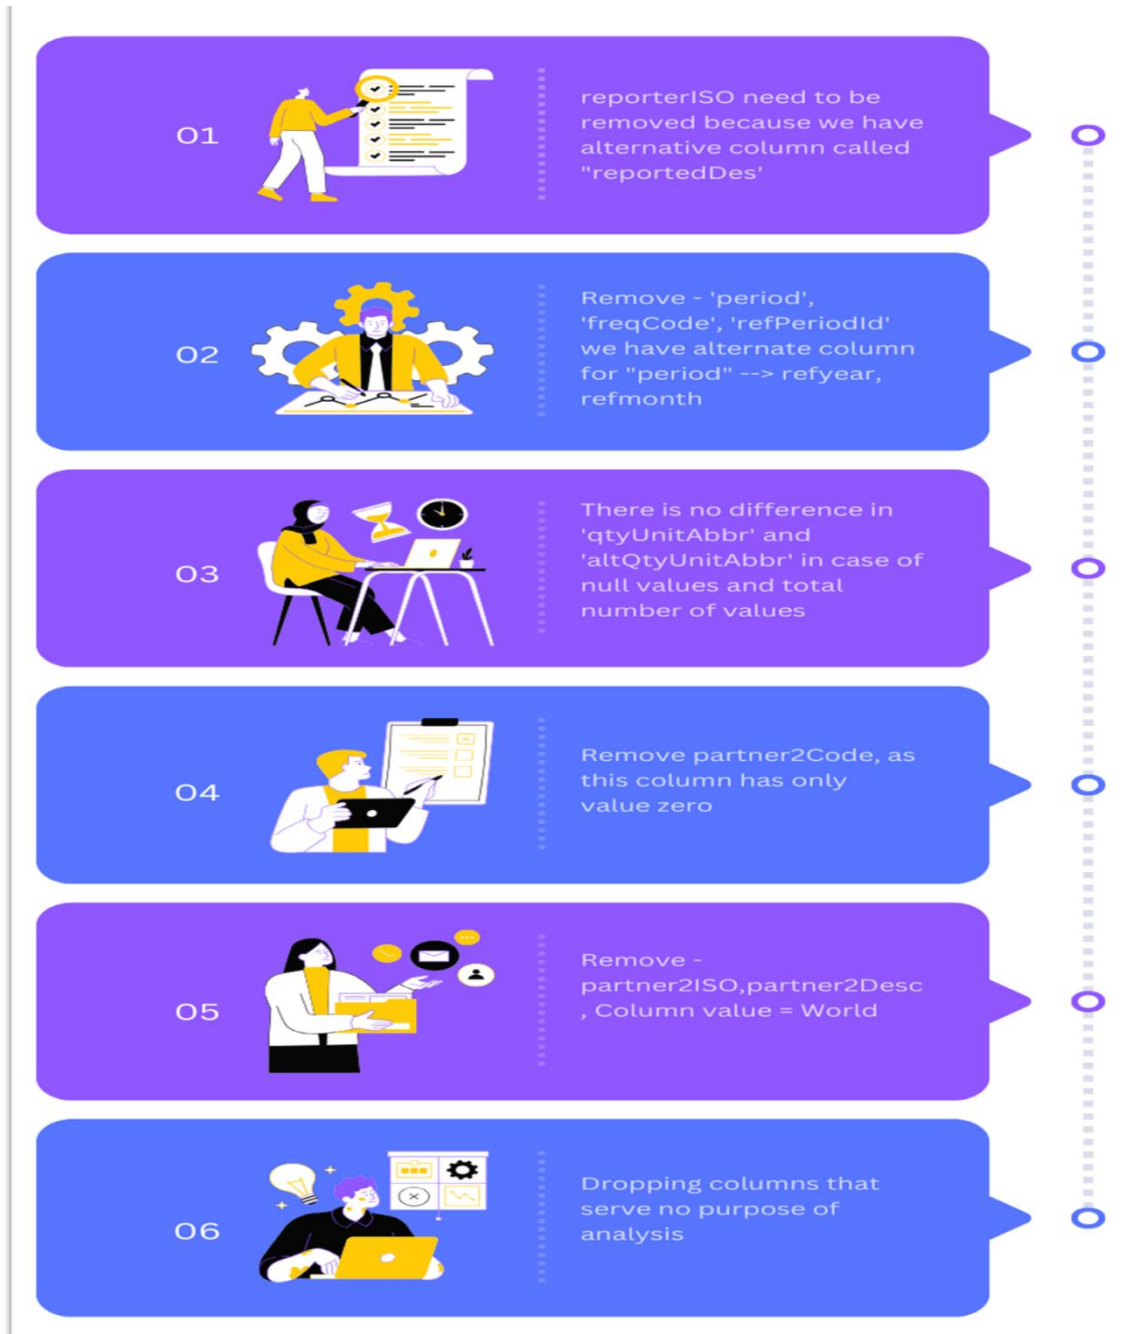 01
reporterISO need to be
removed because we have
alternative column called
"reportedDes'
02
Remove - 'period',
'freqCode', 'refPeriodId'
we have alternate column
for "period" --> refyear,
refmonth
03
There is no difference in
'qtyUnitAbbr' and
'altQtyUnitAbbr' in case of
null values and total
number of values
04
Remove partner2Code, as
this column has only
value zero
05
Remove -
partner2ISO,partner2Desc
, Column value = World
06
Dropping columns that
serve no purpose of
analysis